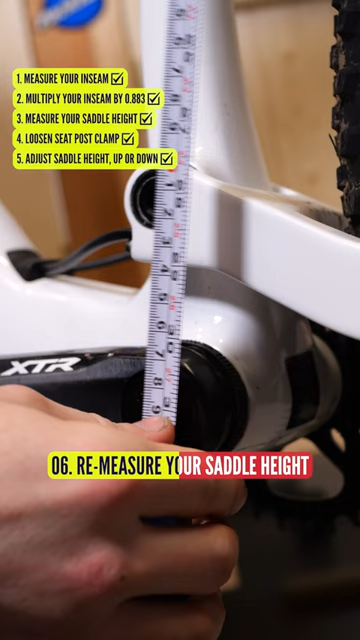 1. MEASURE YOUR INSEAM
2. MULTIPLY YOUR INSEAM BY 0.883
3. MEASURE YOUR SADDLE HEIGHT
4. LOOSEN SEAT POST CLAMP
5. ADJUST SADDLE HEIGHT, UP OR DOWN
XTR
06. RE-MEASURE YOUR SADDLE HEIGHT